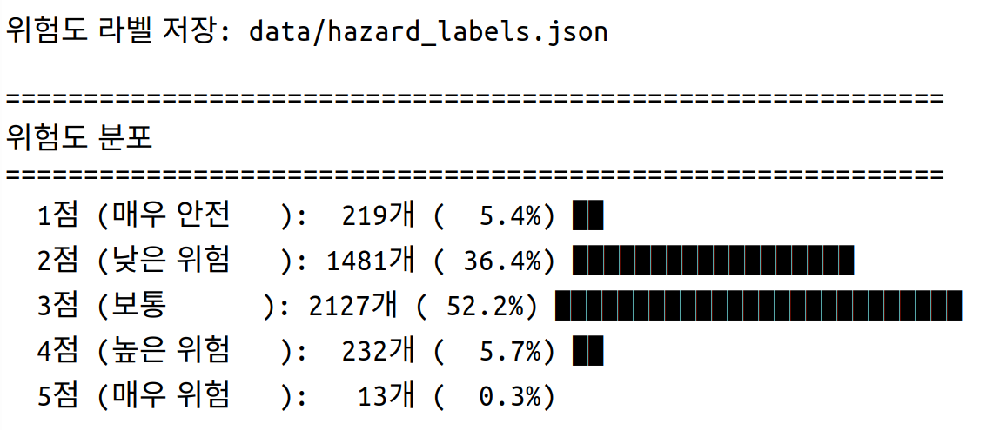 위험도 라벨 저장: data/hazard_labels.json
============================================================
위험도 분포
============================================================
  1점 (매우 안전   ):  219개 (  5.4%) ██
  2점 (낮은 위험   ): 1481개 ( 36.4%) ██████████████████
  3점 (보통      ): 2127개 ( 52.2%) ██████████████████████████
  4점 (높은 위험   ):  232개 (  5.7%) ██
  5점 (매우 위험   ):   13개 (  0.3%)